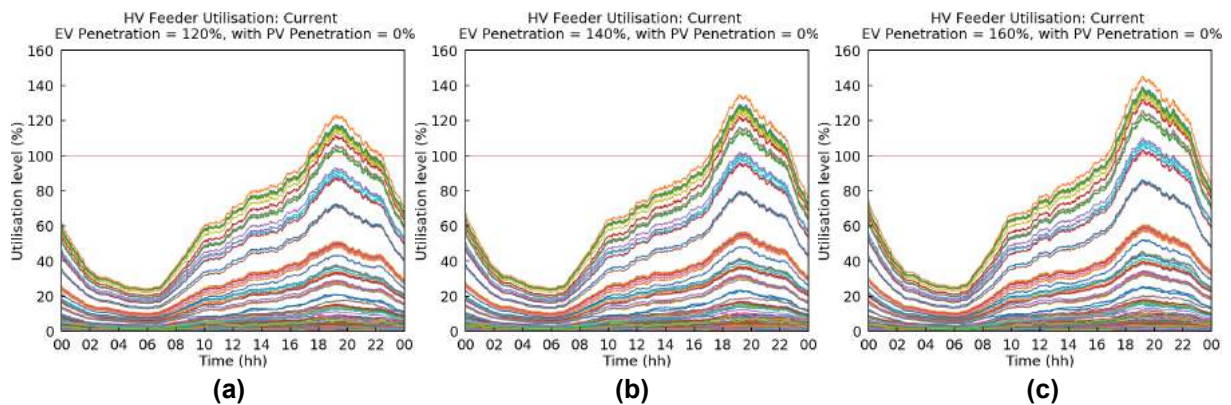 HV Feeder Utilisation: Current
EV Penetration = 120%, with PV Penetration = 0%
160
140
120
100
80
60
40
20
0
Utilisation level (%)
00 02 04 06 08 10 12 14 16 18 20 22 00
Time (hh)
(a)
HV Feeder Utilisation: Current
EV Penetration = 140%, with PV Penetration = 0%
160
140
120
100
80
60
40
20
0
Utilisation level (%)
00 02 04 06 08 10 12 14 16 18 20 22 00
Time (hh)
(b)
HV Feeder Utilisation: Current
EV Penetration = 160%, with PV Penetration = 0%
160
140
120
100
80
60
40
20
0
Utilisation level (%)
00 02 04 06 08 10 12 14 16 18 20 22 00
Time (hh)
(c)